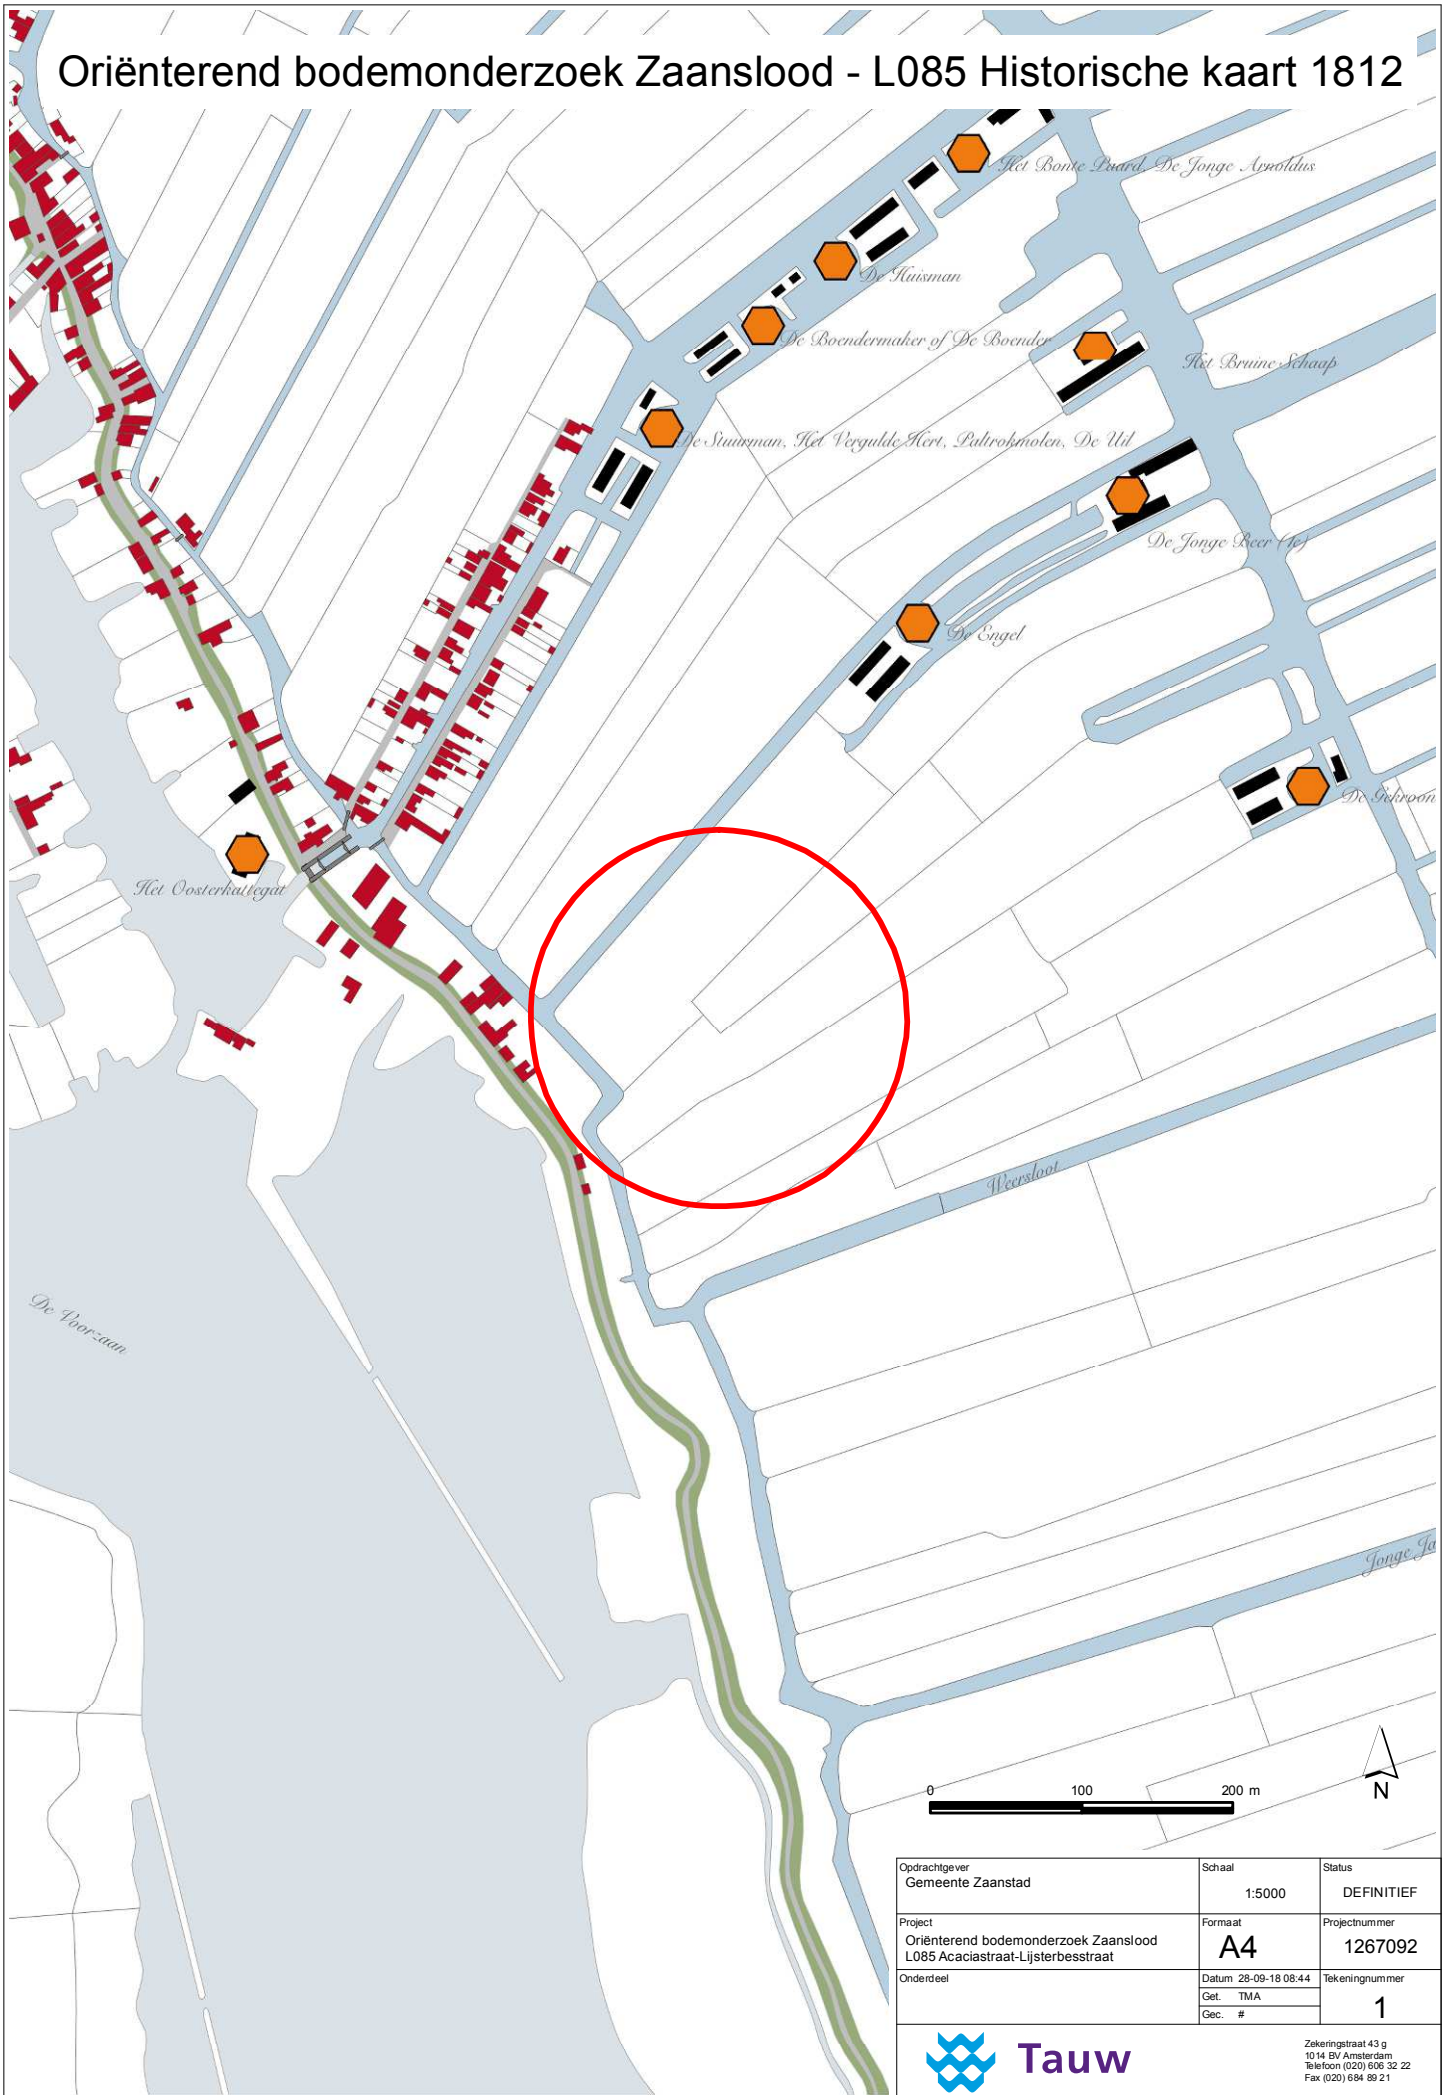 Oriënterend bodemonderzoek Zaanslood - L085 Historische kaart 1812
Het Bonte Paard, De Jonge Arnoldus
De Huisman
De Boendermaker of De Boender
Het Bruine Schaap
De Stuurman, Het Vergulde Hert, Paltrokmolen, De Uil
De Jonge Beer (1e)
De Engel
De Gekroon
Het Oosterkattegat
Weersloot
De Voorzaan
Jonge Ja
0 100 200 m
N
Opdrachtgever
Gemeente Zaanstad
Schaal
1:5000
Status
DEFINITIEF
Project
Oriënterend bodemonderzoek Zaanslood
L085 Acaciastraat-Lijsterbesstraat
Formaat
A4
Projectnummer
1267092
Onderdeel
Datum 28-09-18 08:44
Get. TMA
Gec. #
Tekeningnummer
1
Tauw
Zekeringstraat 43 g
1014 BV Amsterdam
Telefoon (020) 606 32 22
Fax (020) 684 89 21